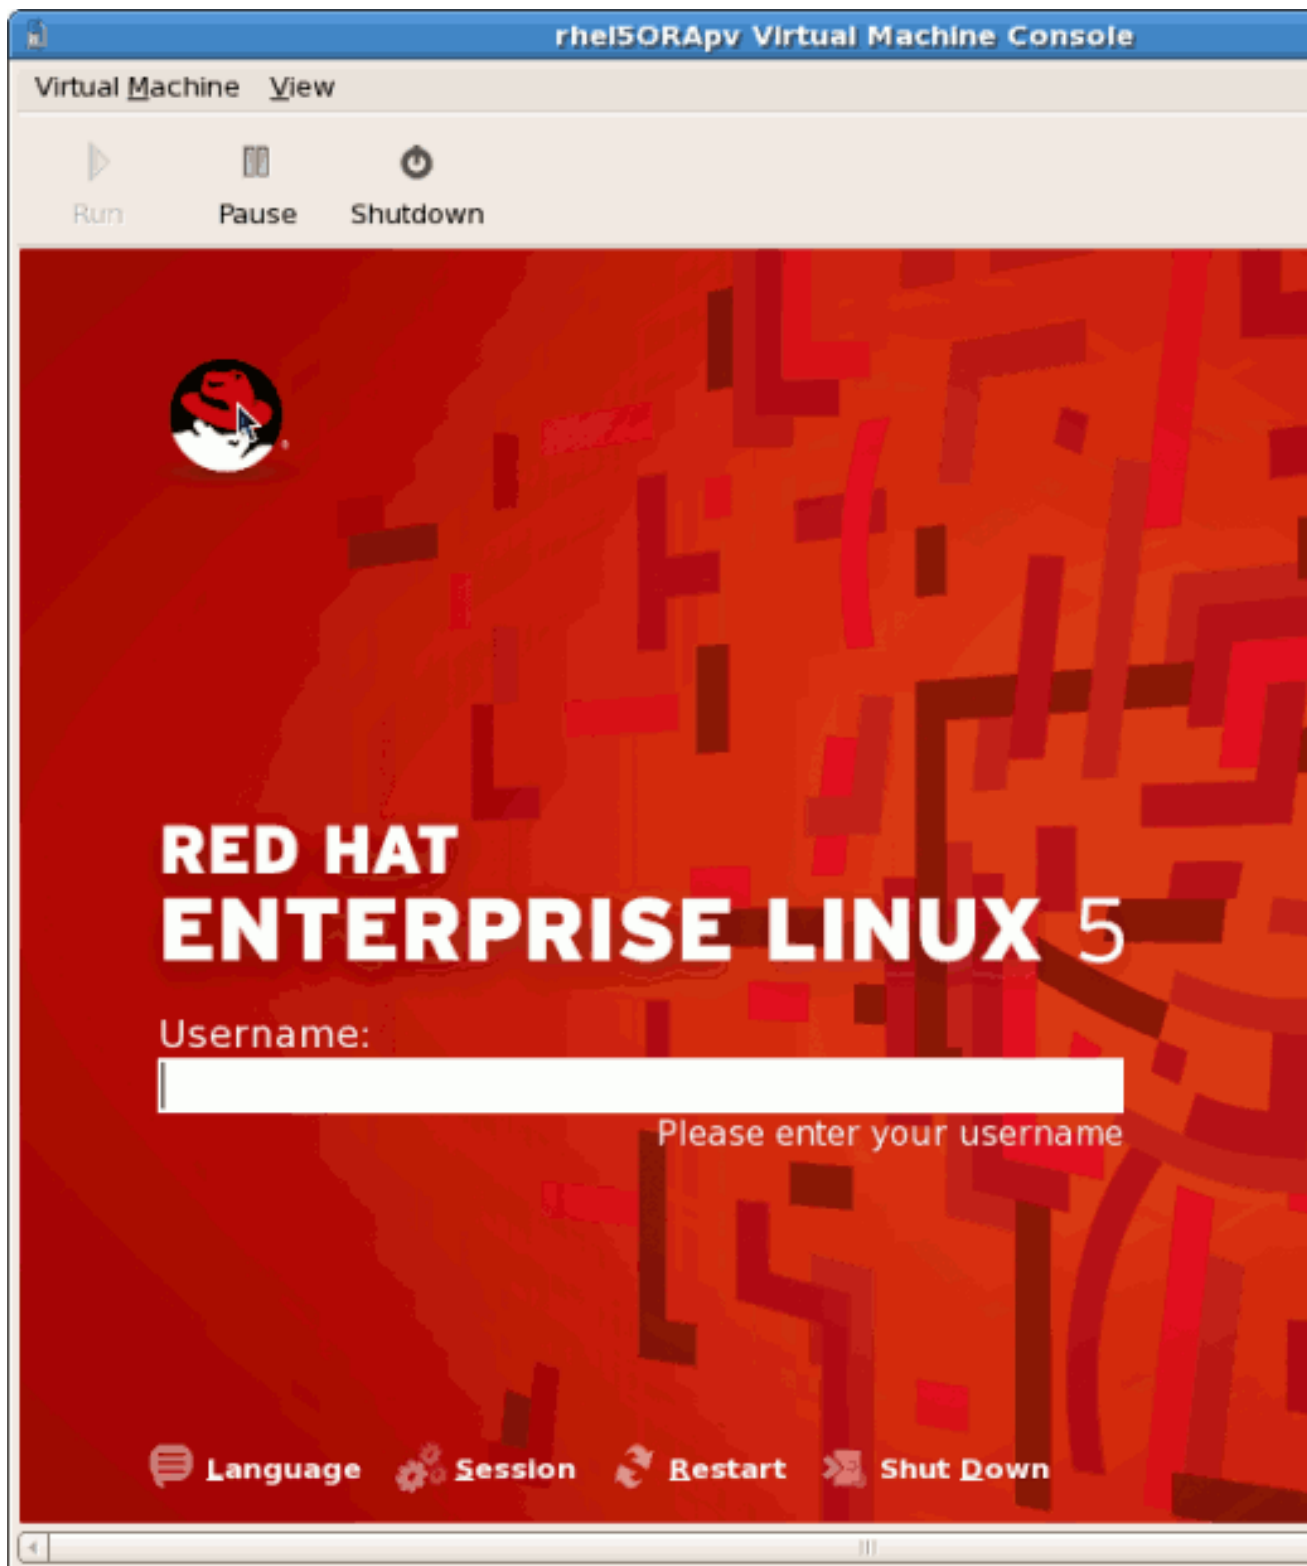 rhel5ORApv Virtual Machine Console
Virtual Machine View
Run Pause Shutdown
RED HAT
ENTERPRISE LINUX 5
Username:
Please enter your username
Language Session Restart Shut Down